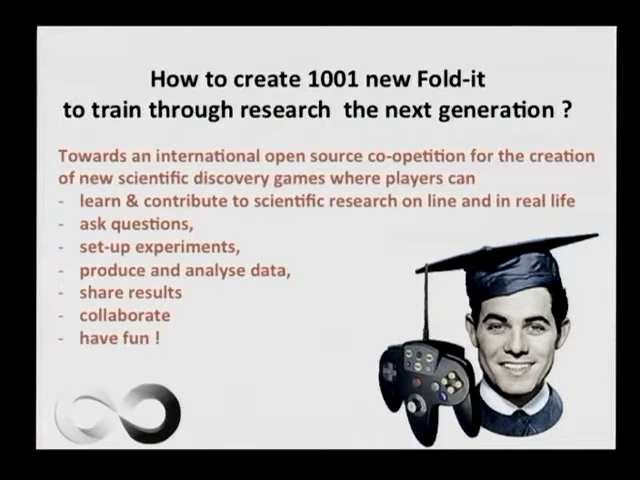 How to create 1001 new Fold-it
to train through research the next generation ?
Towards an international open source co-opetition for the creation
of new scientific discovery games where players can
- learn & contribute to scientific research on line and in real life
- ask questions,
- set-up experiments,
- produce and analyse data,
- share results
- collaborate
- have fun !